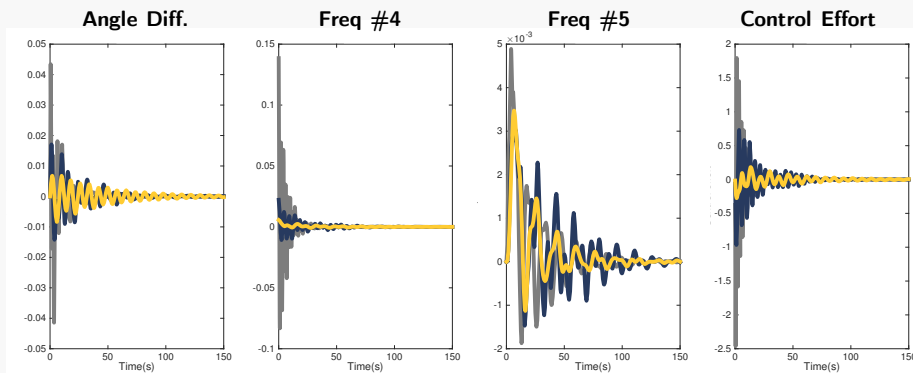 Angle Diff. Freq #4 Freq #5 Control Effort
0.05 0.15 5 ×10⁻³ 2
0.04 4 1.5
0.03 0.1 1
0.02 3 0.5
0.01 0.05 2 0
0 1 -0.5
-0.01 0 0 -1
-0.02 -1.5
-0.03 -0.05 -1 -2
-0.04
-0.05 -0.1 -2 -2.5
0 50 100 150 0 50 100 150 0 50 100 150 0 50 100 150
Time(s) Time(s) Time(s) Time(s)